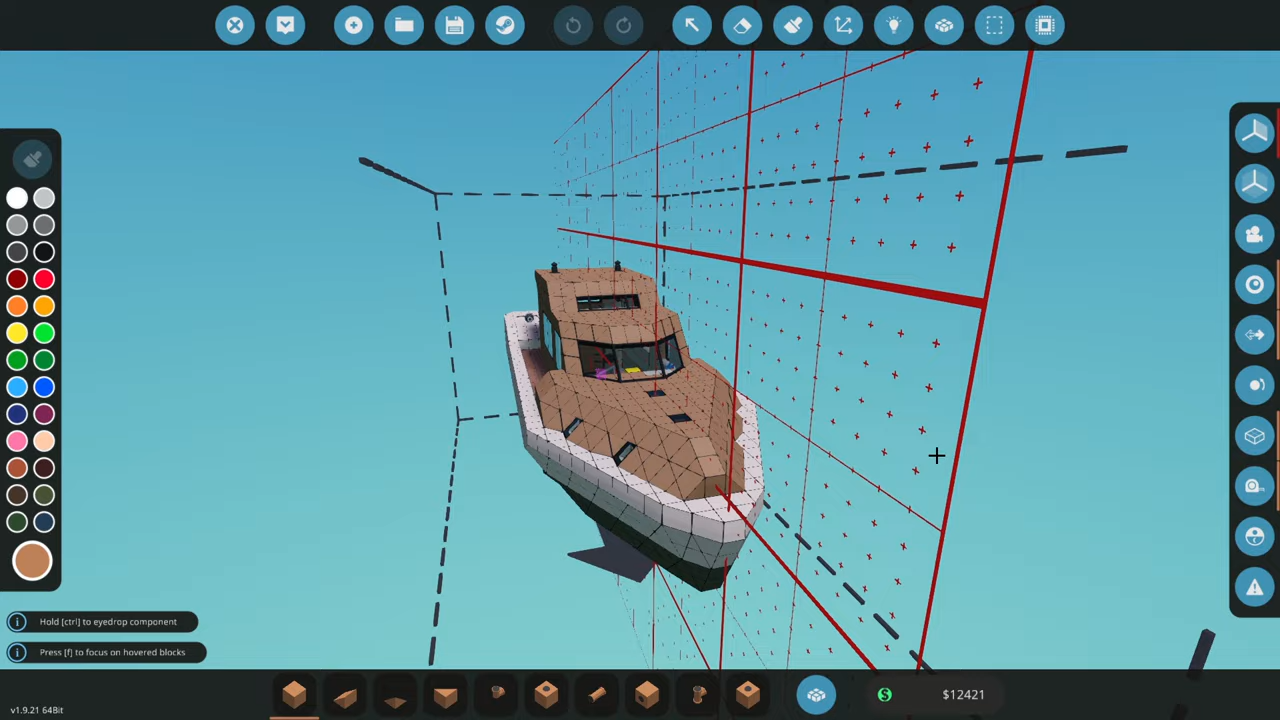 Hold [ctrl] to eyedrop component
Press [f] to focus on hovered blocks
v1.9.21 64Bit
$12421